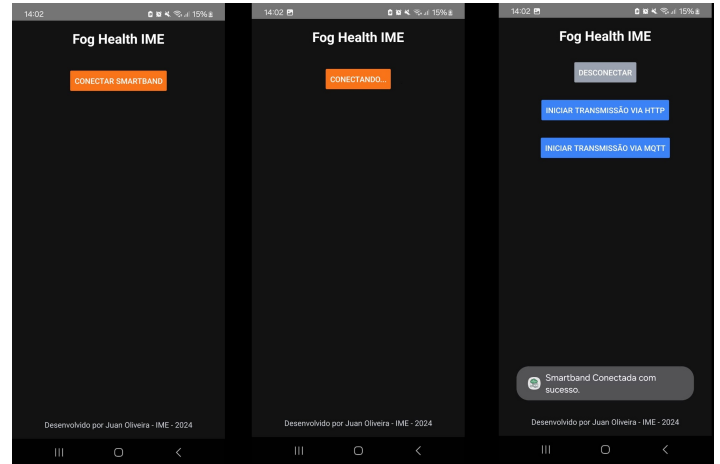 14:02
15%
Fog Health IME
CONECTAR SMARTBAND
Desenvolvido por Juan Oliveira - IME - 2024
14:02
15%
Fog Health IME
CONECTANDO...
Desenvolvido por Juan Oliveira - IME - 2024
14:02
15%
Fog Health IME
DESCONECTAR
INICIAR TRANSMISSÃO VIA HTTP
INICIAR TRANSMISSÃO VIA MQTT
Smartband Conectada com
sucesso.
Desenvolvido por Juan Oliveira - IME - 2024